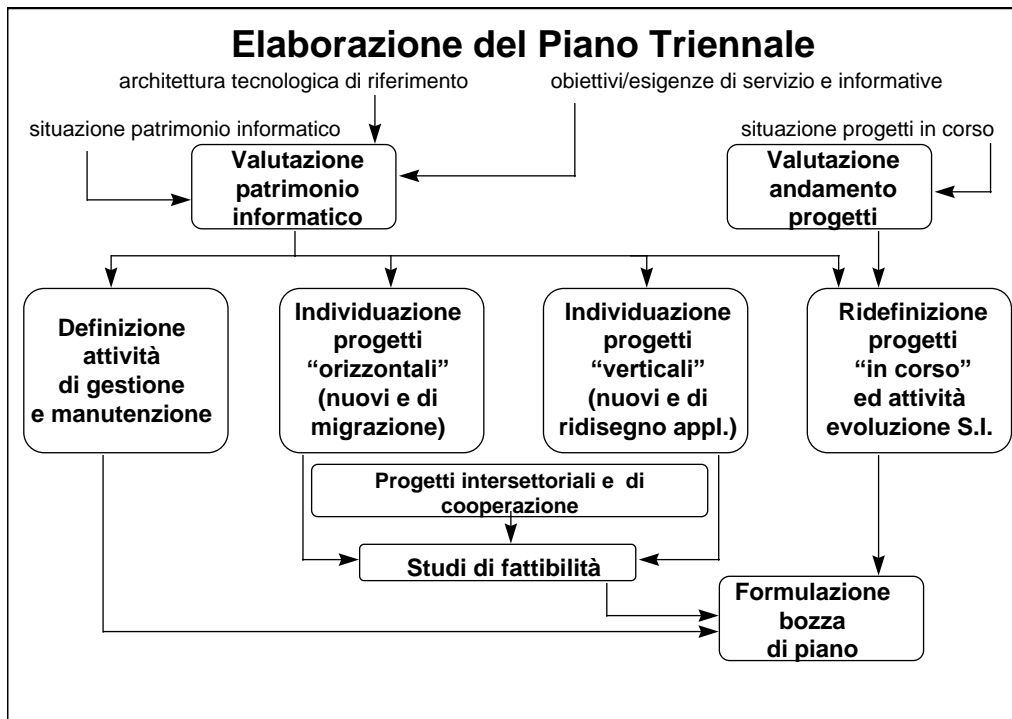 Elaborazione del Piano Triennale
architettura tecnologica di riferimento
obiettivi/esigenze di servizio e informative
situazione patrimonio informatico
situazione progetti in corso
Valutazione
patrimonio
informatico
Valutazione
andamento
progetti
Definizione
attività
di gestione
e manutenzione
Individuazione
progetti
“orizzontali”
(nuovi e di
migrazione)
Individuazione
progetti
“verticali”
(nuovi e di
ridisegno appl.)
Ridefinizione
progetti
“in corso”
ed attività
evoluzione S.I.
Progetti intersettoriali e di
cooperazione
Studi di fattibilità
Formulazione
bozza
di piano